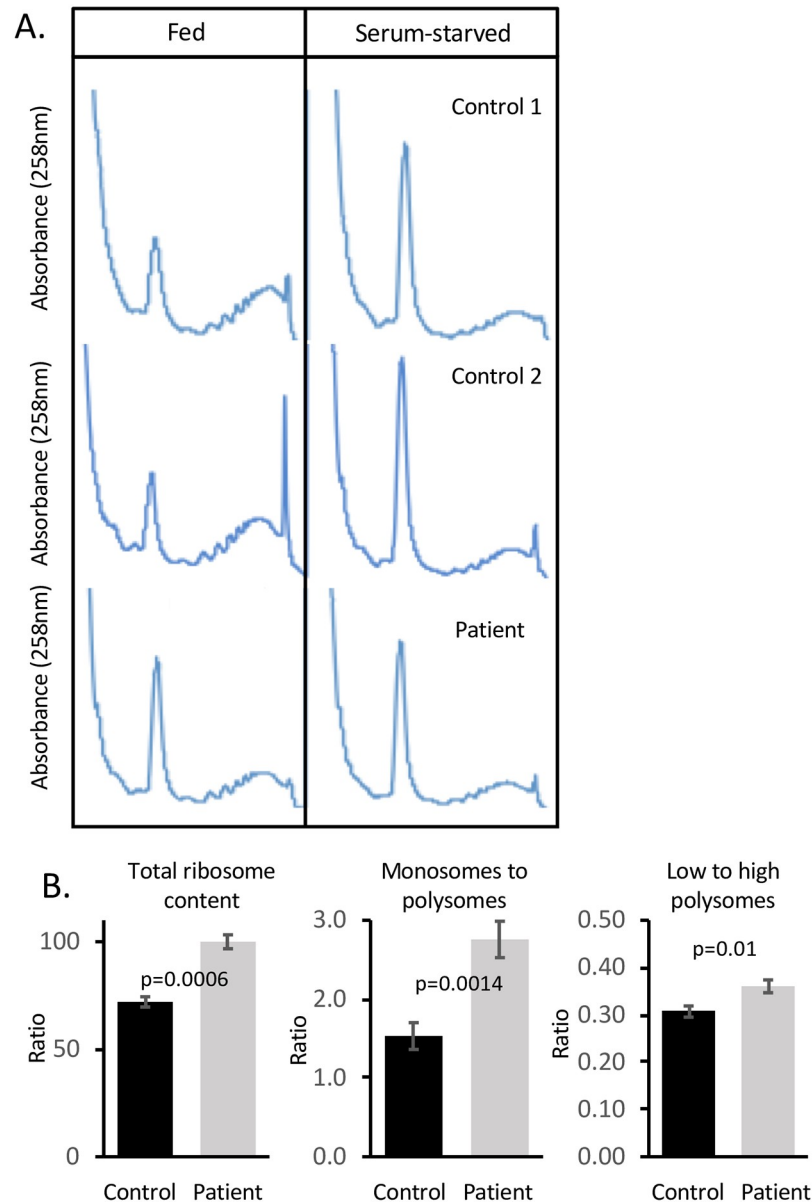 A.
Fed
Serum-starved
Absorbance (258nm)
Control 1
Absorbance (258nm)
Control 2
Absorbance (258nm)
Patient
B.
Total ribosome
content
Ratio
100
50
0
p=0.0006
Control
Patient
Monosomes to
polysomes
Ratio
3.0
2.0
1.0
0.0
p=0.0014
Control
Patient
Low to high
polysomes
Ratio
0.50
0.40
0.30
0.20
0.10
0.00
p=0.01
Control
Patient